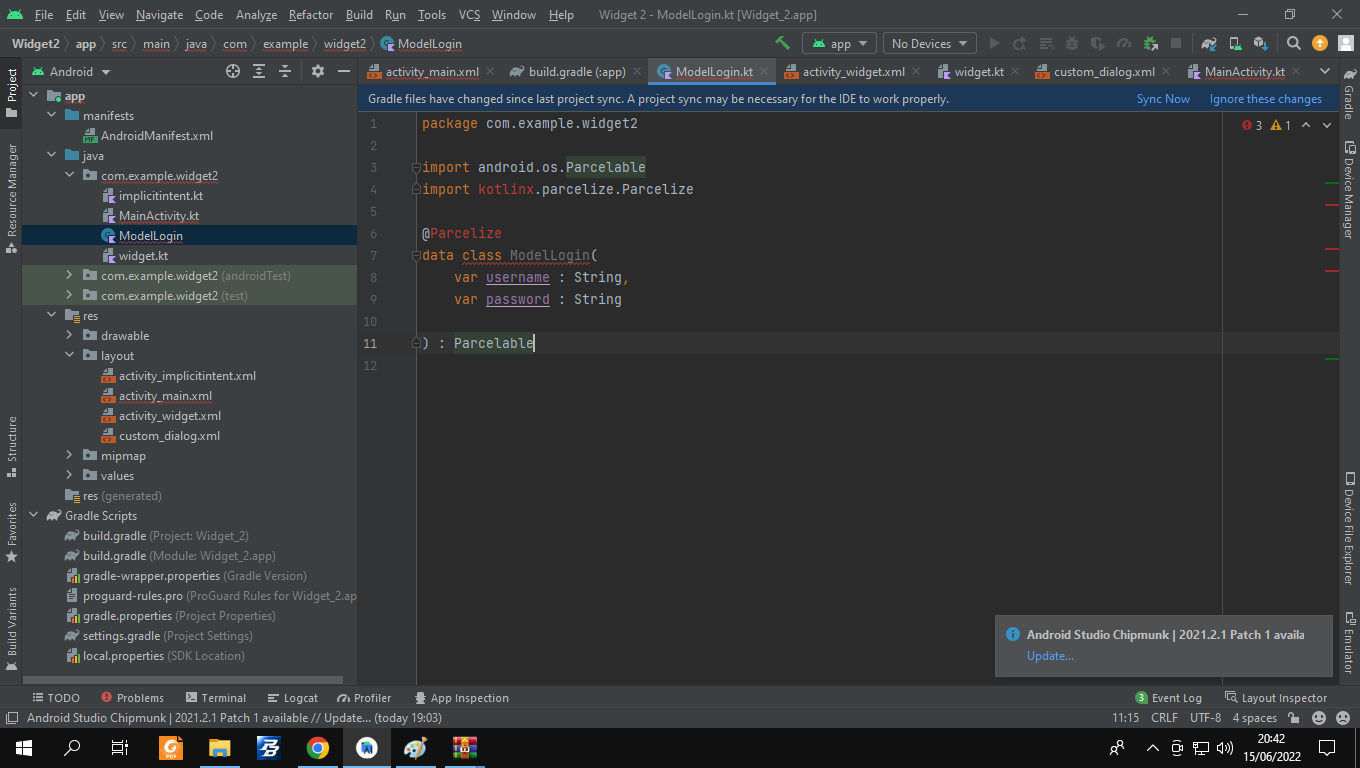 File Edit View Navigate Code Analyze Refactor Build Run Tools VCS Window Help Widget 2 - ModelLogin.kt [Widget_2.app]
Widget2 app src main java com example widget2 ModelLogin app No Devices
Project
Android
activity_main.xml build.gradle (:app) ModelLogin.kt activity_widget.xml widget.kt custom_dialog.xml MainActivity.kt
Gradle files have changed since last project sync. A project sync may be necessary for the IDE to work properly. Sync Now Ignore these changes
app
manifests
AndroidManifest.xml
java
com.example.widget2
implicitintent.kt
MainActivity.kt
ModelLogin
widget.kt
com.example.widget2 (androidTest)
com.example.widget2 (test)
res
drawable
layout
activity_implicitintent.xml
activity_main.xml
activity_widget.xml
custom_dialog.xml
mipmap
values
res (generated)
Gradle Scripts
build.gradle (Project: Widget_2)
build.gradle (Module: Widget_2.app)
gradle-wrapper.properties (Gradle Version)
proguard-rules.pro (ProGuard Rules for Widget_2.ap
gradle.properties (Project Properties)
settings.gradle (Project Settings)
local.properties (SDK Location)
Resource Manager
Structure
Favorites
Build Variants
1 package com.example.widget2
2
3 import android.os.Parcelable
4 import kotlinx.parcelize.Parcelize
5
6 @Parcelize
7 data class ModelLogin(
8 var username : String,
9 var password : String
10
11 ) : Parcelable
12
3 1
Gradle
Device Manager
Device File Explorer
Emulator
Android Studio Chipmunk | 2021.2.1 Patch 1 availa
Update...
TODO Problems Terminal Logcat Profiler App Inspection 3 Event Log Layout Inspector
Android Studio Chipmunk | 2021.2.1 Patch 1 available // Update... (today 19:03) 11:15 CRLF UTF-8 4 spaces
PDF
20:42
15/06/2022